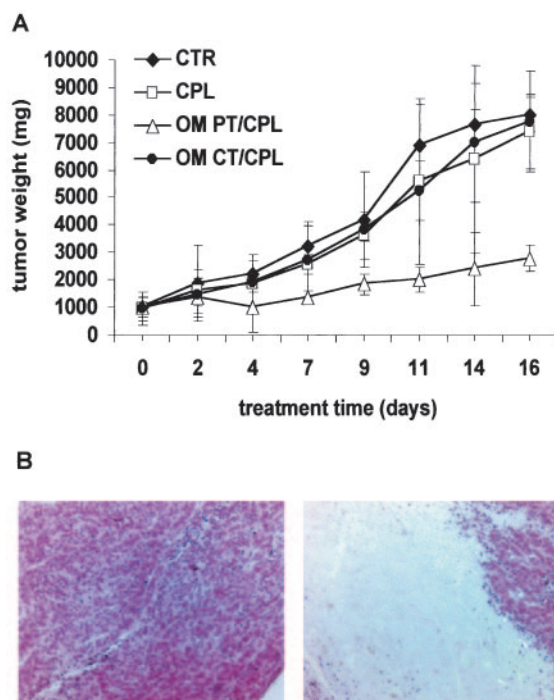 A
10000
9000
8000
7000
6000
5000
4000
3000
2000
1000
0
tumor weight (mg)
CTR
CPL
OM PT/CPL
OM CT/CPL
0 2 4 7 9 11 14 16
treatment time (days)
B